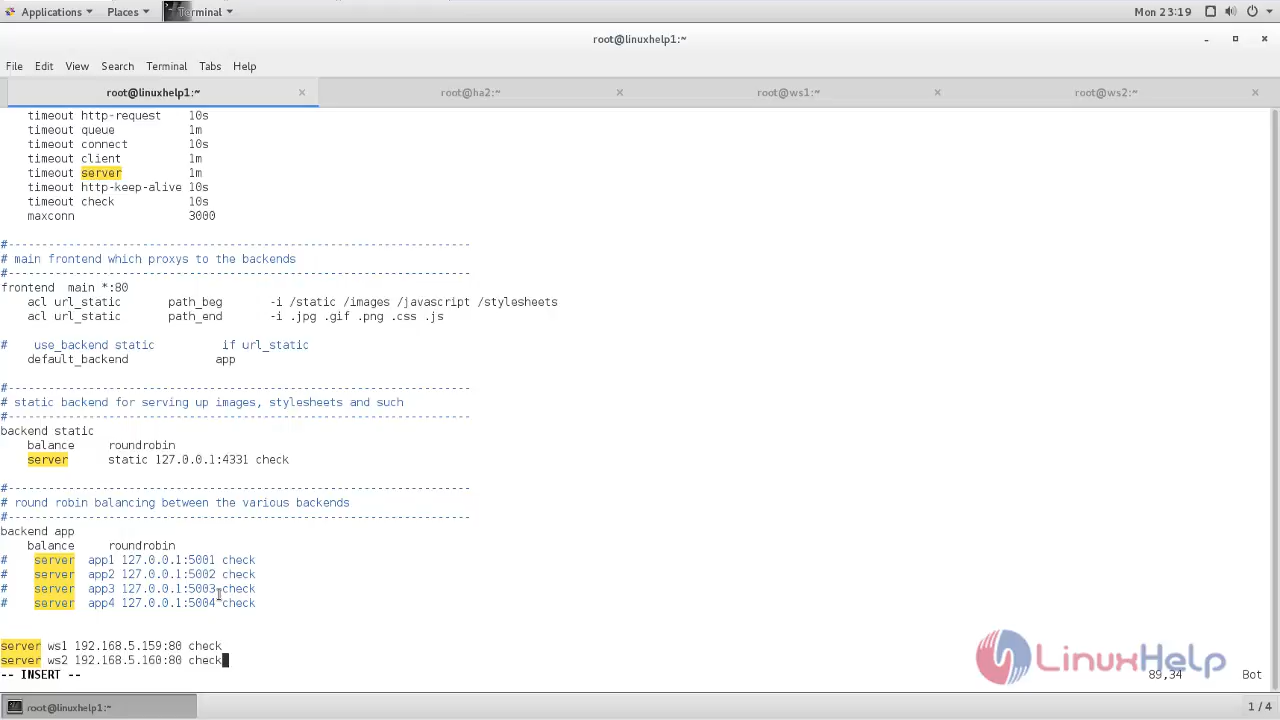 Applications Places Terminal Mon 23:19
root@linuxhelp1:~
File Edit View Search Terminal Tabs Help
root@linuxhelp1:~ × root@ha2:~ × root@ws1:~ × root@ws2:~ ×
timeout http-request 10s
timeout queue 1m
timeout connect 10s
timeout client 1m
timeout server 1m
timeout http-keep-alive 10s
timeout check 10s
maxconn 3000
#---------------------------------------------------------------------
# main frontend which proxys to the backends
#---------------------------------------------------------------------
frontend  main *:80
acl url_static path_beg -i /static /images /javascript /stylesheets
acl url_static path_end -i .jpg .gif .png .css .js
# use_backend static if url_static
default_backend app
#---------------------------------------------------------------------
# static backend for serving up images, stylesheets and such
#---------------------------------------------------------------------
backend static
balance roundrobin
server static 127.0.0.1:4331 check
#---------------------------------------------------------------------
# round robin balancing between the various backends
#---------------------------------------------------------------------
backend app
balance roundrobin
# server app1 127.0.0.1:5001 check
# server app2 127.0.0.1:5002 check
# server app3 127.0.0.1:5003 check
# server app4 127.0.0.1:5004 check
server ws1 192.168.5.159:80 check
server ws2 192.168.5.160:80 check
-- INSERT -- 89,34 Bot
LinuxHelp
root@linuxhelp1:~ 1 / 4